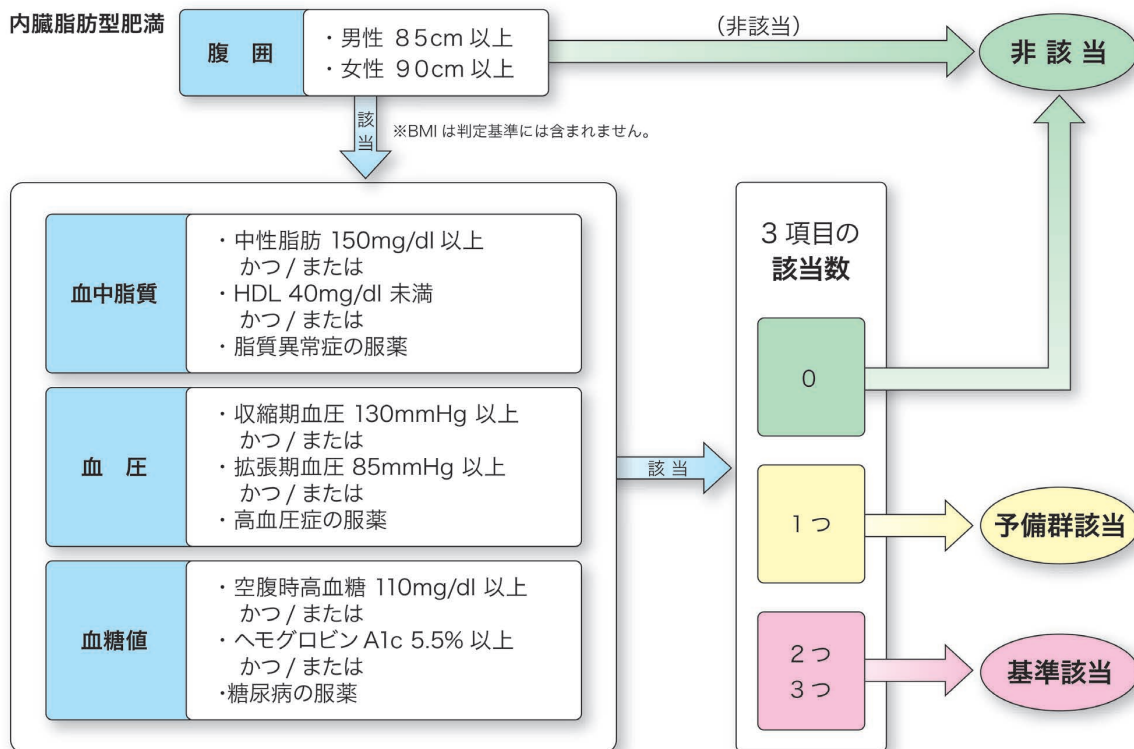 内臓脂肪型肥満
腹 囲
・男性 85cm 以上
・女性 90cm 以上
(非該当)
非該当
該当
※BMI は判定基準には含まれません。
血中脂質
・中性脂肪 150mg/dl 以上
かつ / または
・HDL 40mg/dl 未満
かつ / または
・脂質異常症の服薬
血 圧
・収縮期血圧 130mmHg 以上
かつ / または
・拡張期血圧 85mmHg 以上
かつ / または
・高血圧症の服薬
血糖値
・空腹時高血糖 110mg/dl 以上
かつ / または
・ヘモグロビン A1c 5.5% 以上
かつ / または
・糖尿病の服薬
該当
3 項目の
該当数
0
1 つ
予備群該当
2 つ
3 つ
基準該当